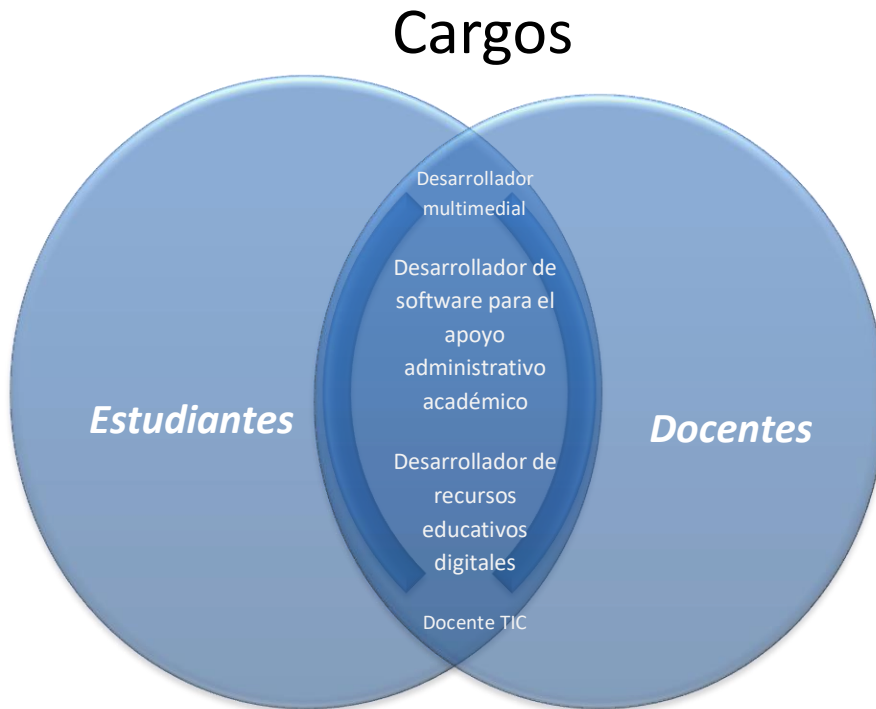 Cargos
Desarrollador
multimedial
Desarrollador de
software para el
apoyo
administrativo
académico
Estudiantes
Docentes
Desarrollador de
recursos
educativos
digitales
Docente TIC